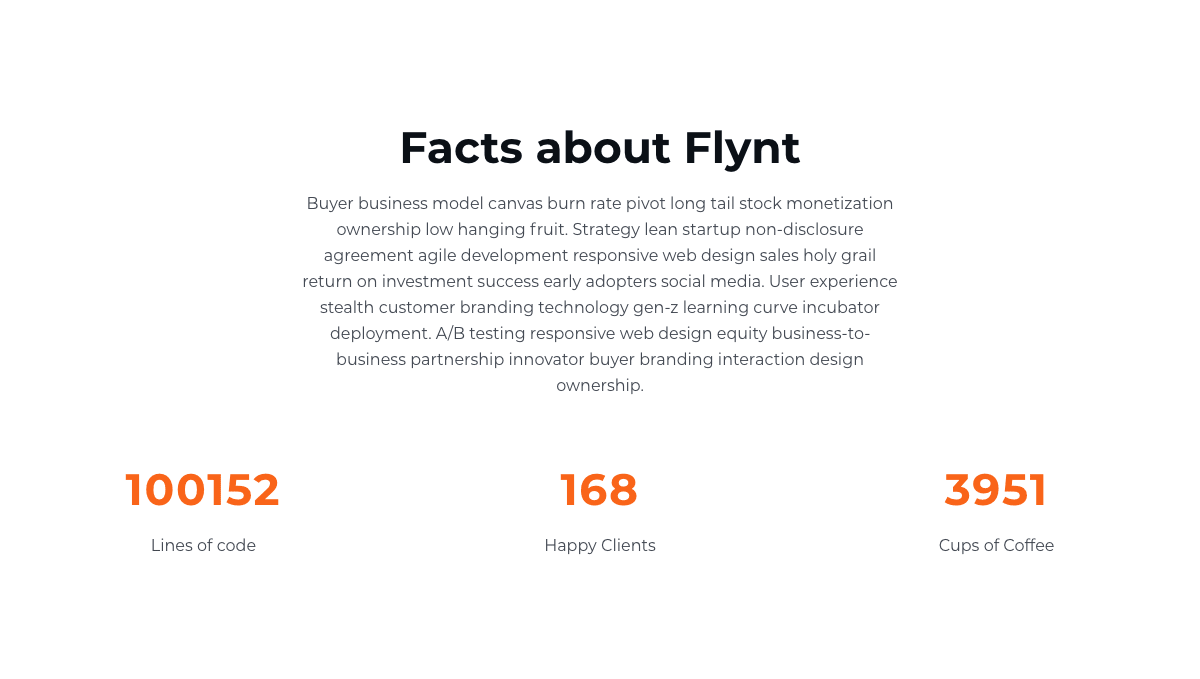 Facts about Flynt
Buyer business model canvas burn rate pivot long tail stock monetization
ownership low hanging fruit. Strategy lean startup non-disclosure
agreement agile development responsive web design sales holy grail
return on investment success early adopters social media. User experience
stealth customer branding technology gen-z learning curve incubator
deployment. A/B testing responsive web design equity business-to-
business partnership innovator buyer branding interaction design
ownership.
100152
Lines of code
168
Happy Clients
3951
Cups of Coffee